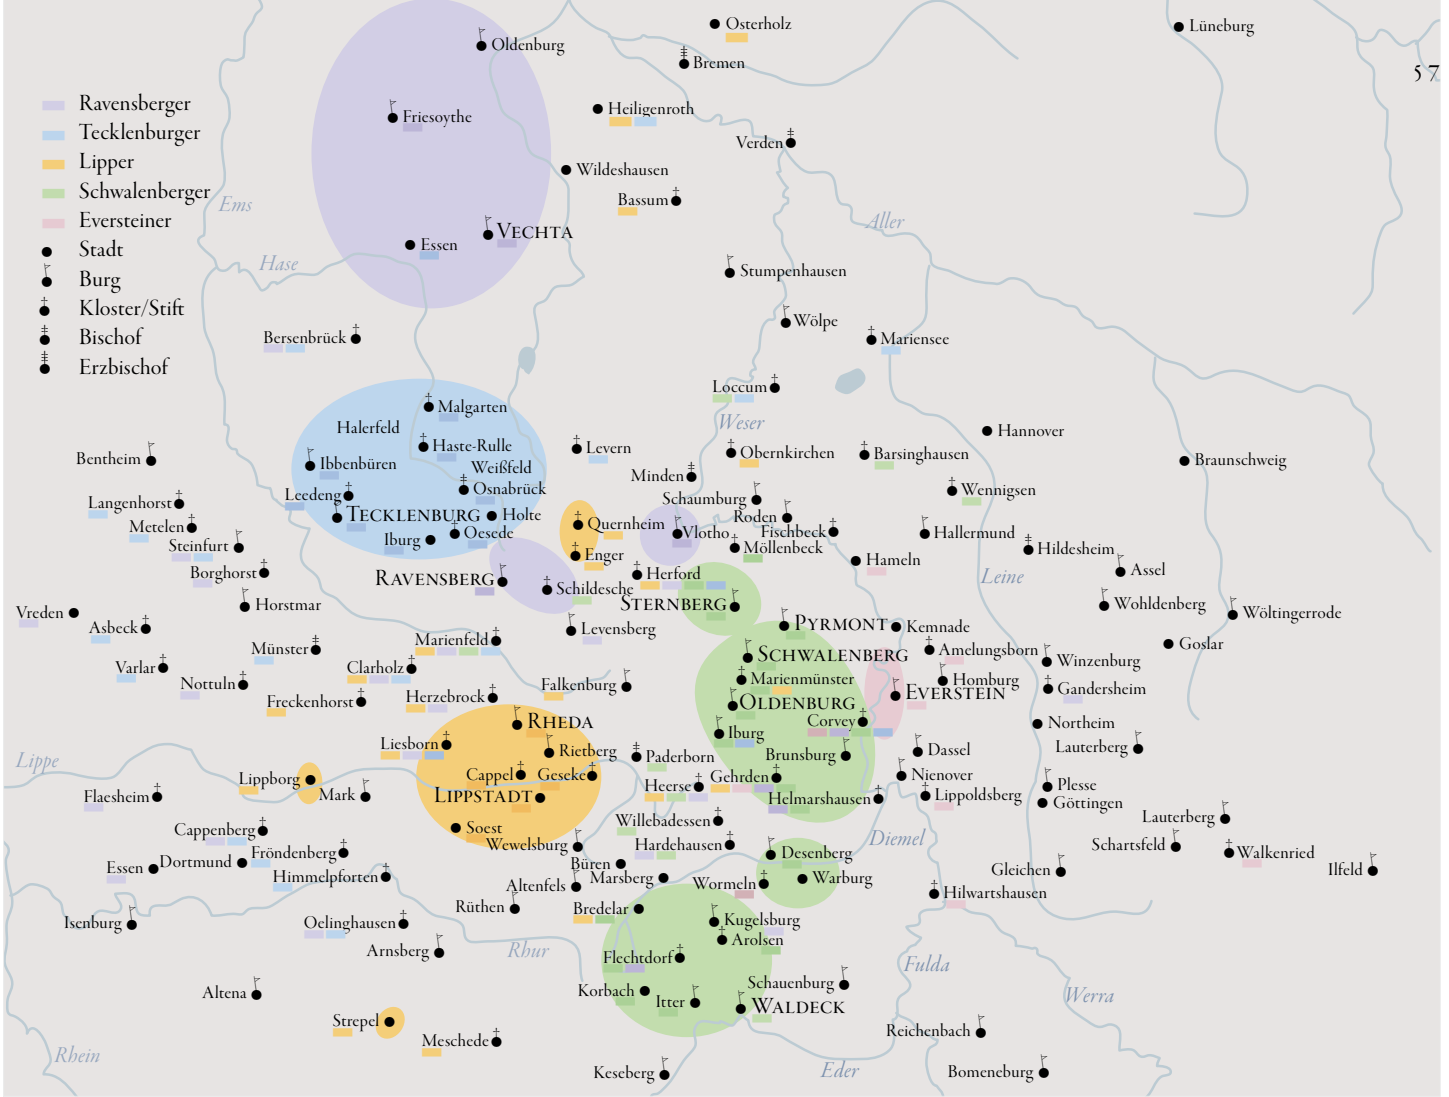 Osterholz
Lüneburg
Oldenburg
Bremen
57
Ravensberger
Tecklenburger
Lipper
Schwalenberger
Eversteiner
Stadt
Burg
Kloster/Stift
Bischof
Erzbischof
Friesoythe
Heiligenroth
Verden
Wildeshausen
Bassum
Ems
Aller
Vechta
Essen
Hase
Stumpenhausen
Wölpe
Bersenbrück
Mariensee
Loccum
Malgarten
Weser
Halerfeld
Hannover
Haste-Rulle
Levern
Obernkirchen
Barsinghausen
Bentheim
Ibbenbüren
Weißfeld
Braunschweig
Minden
Leedeng
Osnabrück
Wennigsen
Langenhorst
Schaumburg
Tecklenburg
Holte
Roden
Metelen
Quernheim
Vlotho
Fischbeck
Hallermund
Steinfurt
Iburg
Oesede
Möllenbeck
Hildesheim
Enger
Hameln
Borghorst
Ravensberg
Herford
Leine
Assel
Schildesche
Horstmar
Sternberg
Wohldenberg
Vreden
Wöltingerrode
Asbeck
Levensberg
Pyrmont
Kemnade
Marienfeld
Goslar
Münster
Schwalenberg
Amelungsborn
Winzenburg
Varlar
Clarholz
Marienmünster
Homburg
Nottuln
Falkenburg
Everstein
Gandersheim
Freckenhorst
Herzebrock
Oldenburg
Rheda
Corvey
Northeim
Iburg
Liesborn
Rietberg
Paderborn
Brunsburg
Dassel
Lauterberg
Lippe
Lippborg
Cappel
Geseke
Heerse
Gehrden
Nienover
Plesse
Flaesheim
Mark
Lippstadt
Helmarshausen
Lippoldsberg
Göttingen
Willebadessen
Lauterberg
Cappenberg
Soest
Wewelsburg
Hardehausen
Diemel
Schartsfeld
Fröndenberg
Desenberg
Walkenried
Essen
Dortmund
Büren
Gleichen
Ilfeld
Himmelpforten
Altenfels
Marsberg
Wormeln
Warburg
Hilwartshausen
Rüthen
Bredelar
Isenburg
Oelinghausen
Kugelsburg
Arolsen
Arnsberg
Rhur
Flechtdorf
Fulda
Altena
Korbach
Itter
Schauenburg
Werra
Waldeck
Strepel
Reichenbach
Meschede
Rhein
Keseberg
Eder
Bomeneburg